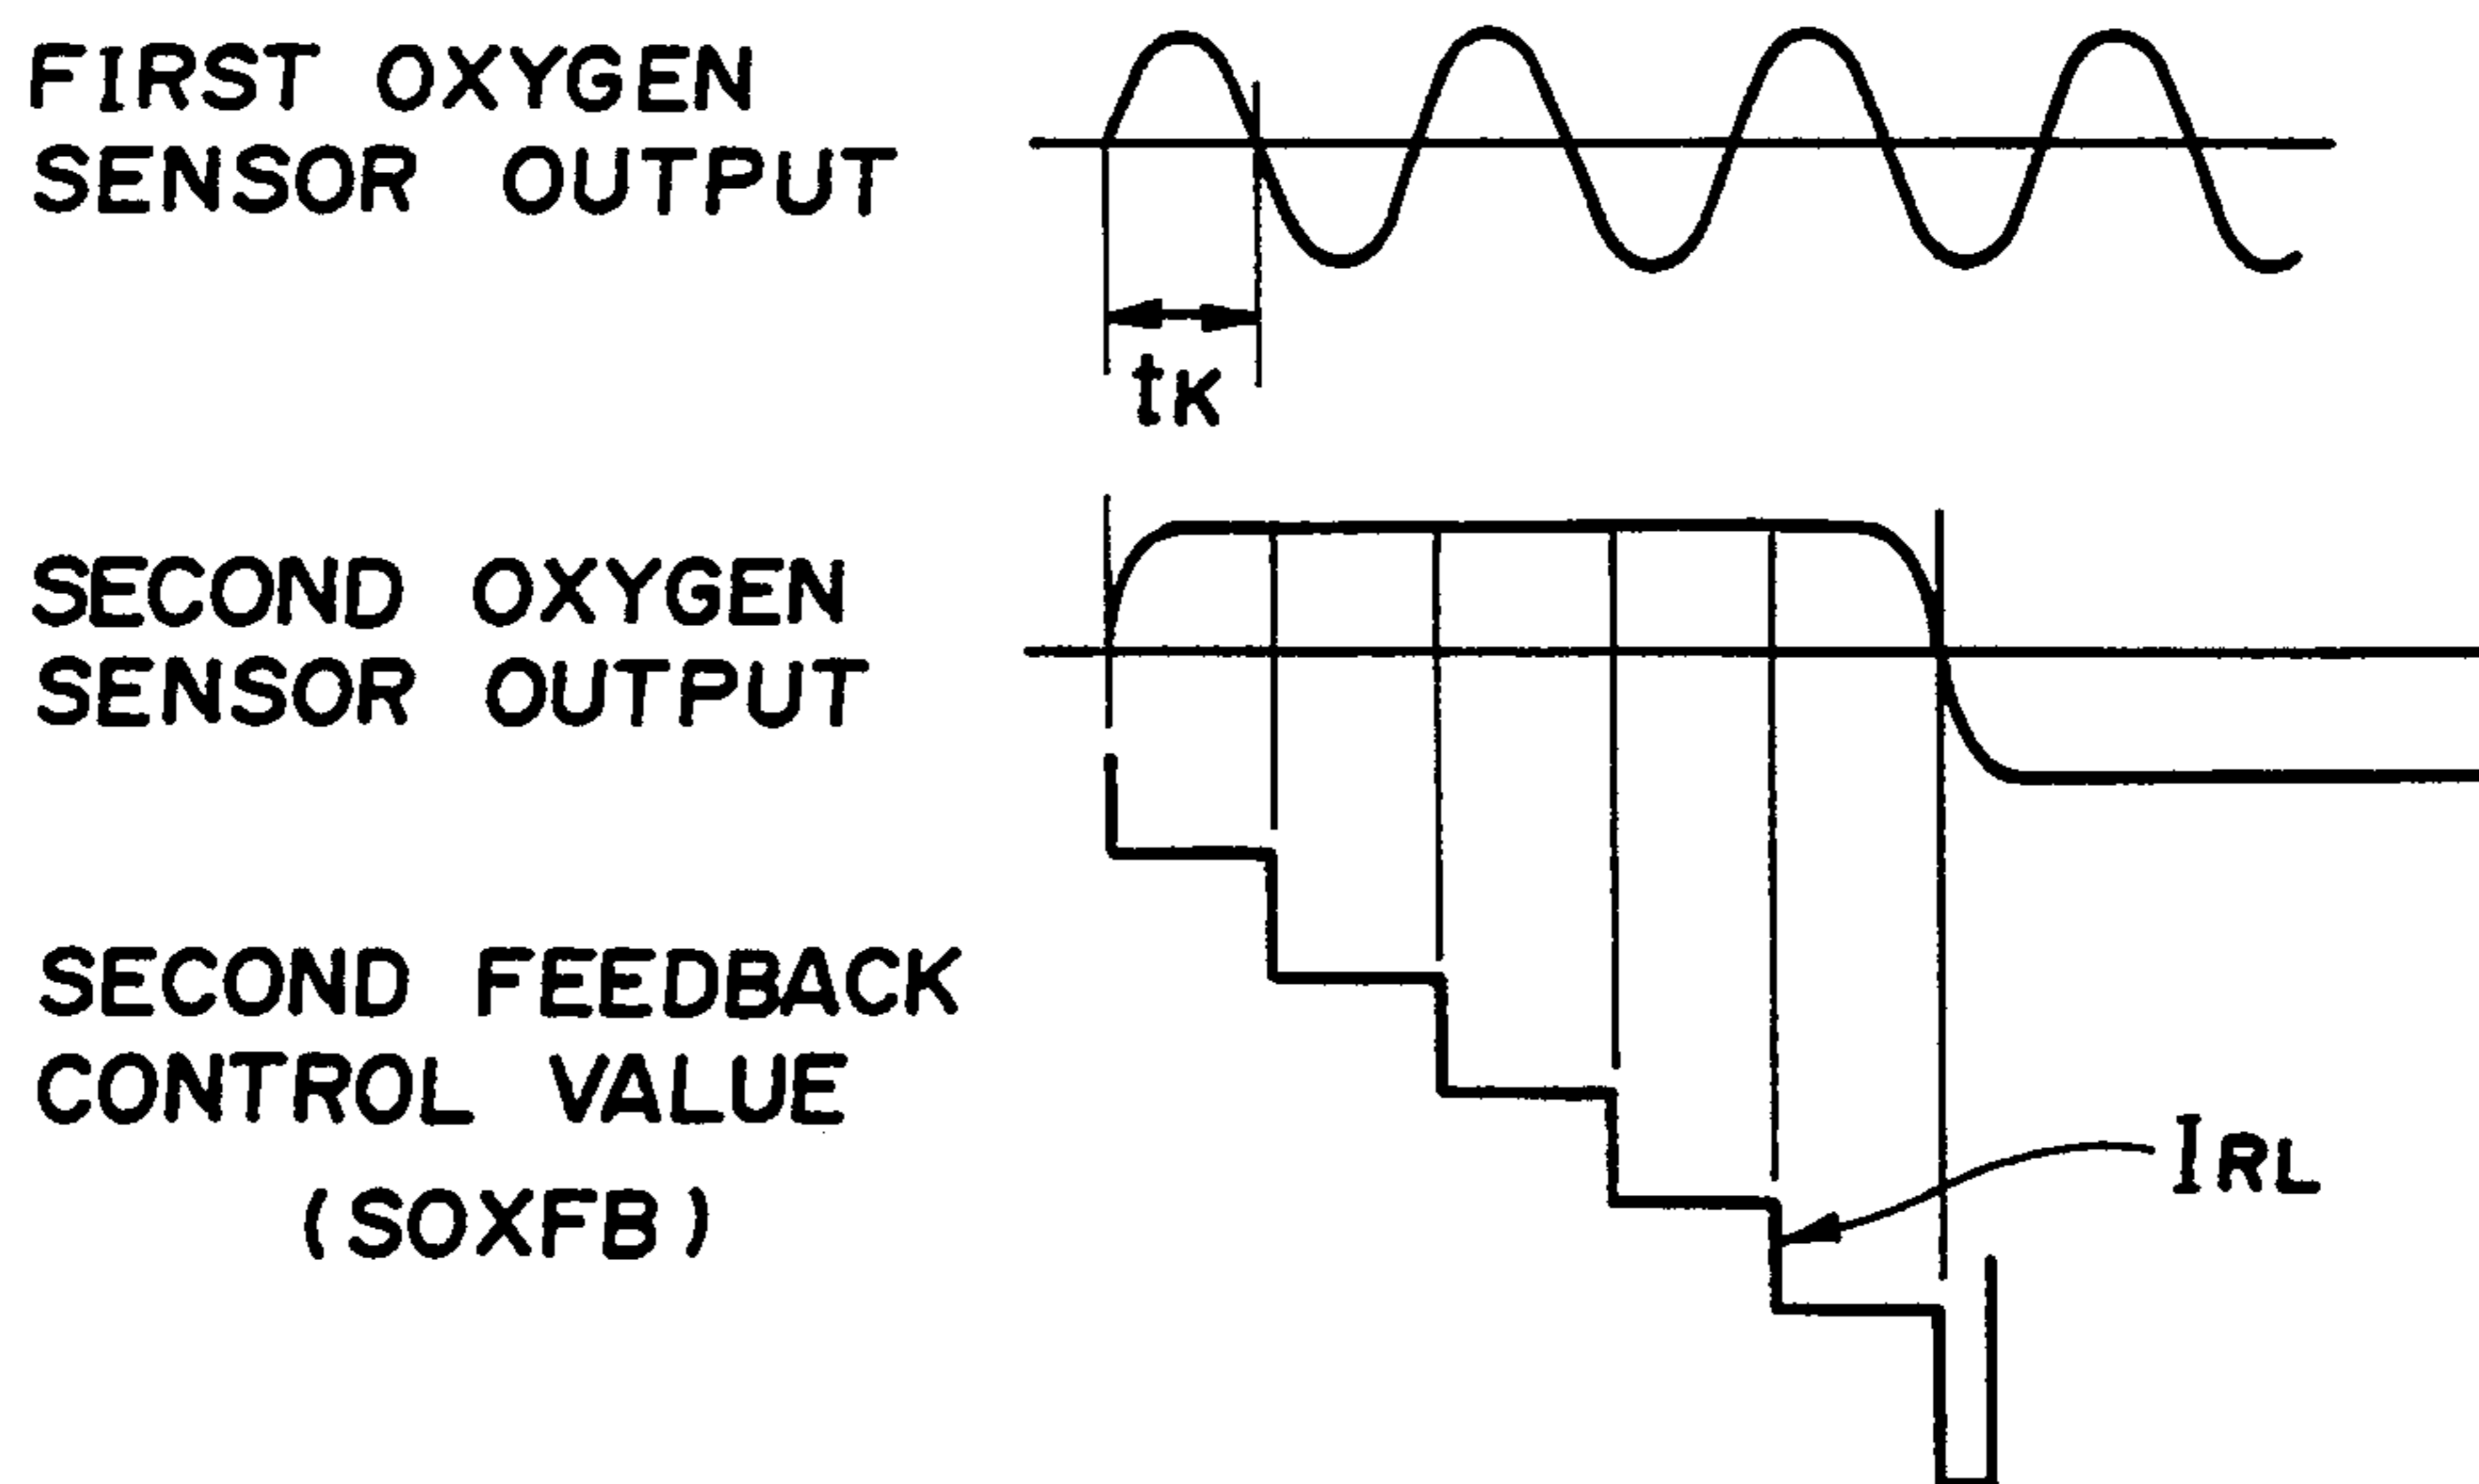 FIRST OXYGEN
SENSOR OUTPUT
tK
SECOND OXYGEN
SENSOR OUTPUT
SECOND FEEDBACK
CONTROL VALUE
(SOXFB)
IRL